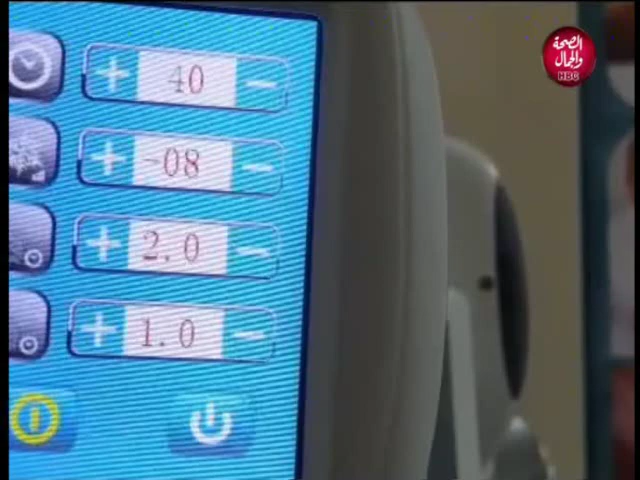 + 40 −
+ -08 −
+ 2.0 −
+ 1.0 −
الصحة
والجمال
HBC